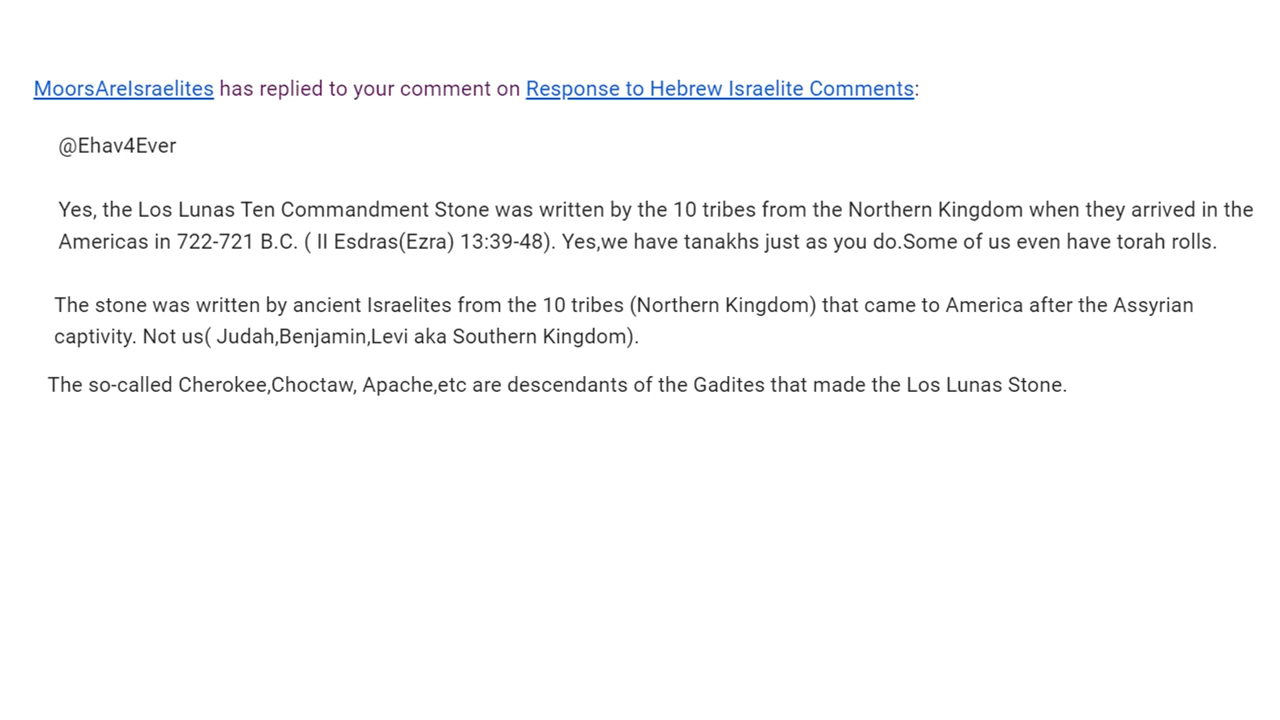 MoorsAreIsraelites has replied to your comment on Response to Hebrew Israelite Comments:
@Ehav4Ever
Yes, the Los Lunas Ten Commandment Stone was written by the 10 tribes from the Northern Kingdom when they arrived in the
Americas in 722-721 B.C. ( II Esdras(Ezra) 13:39-48). Yes,we have tanakhs just as you do.Some of us even have torah rolls.
The stone was written by ancient Israelites from the 10 tribes (Northern Kingdom) that came to America after the Assyrian
captivity. Not us( Judah,Benjamin,Levi aka Southern Kingdom).
The so-called Cherokee,Choctaw, Apache,etc are descendants of the Gadites that made the Los Lunas Stone.